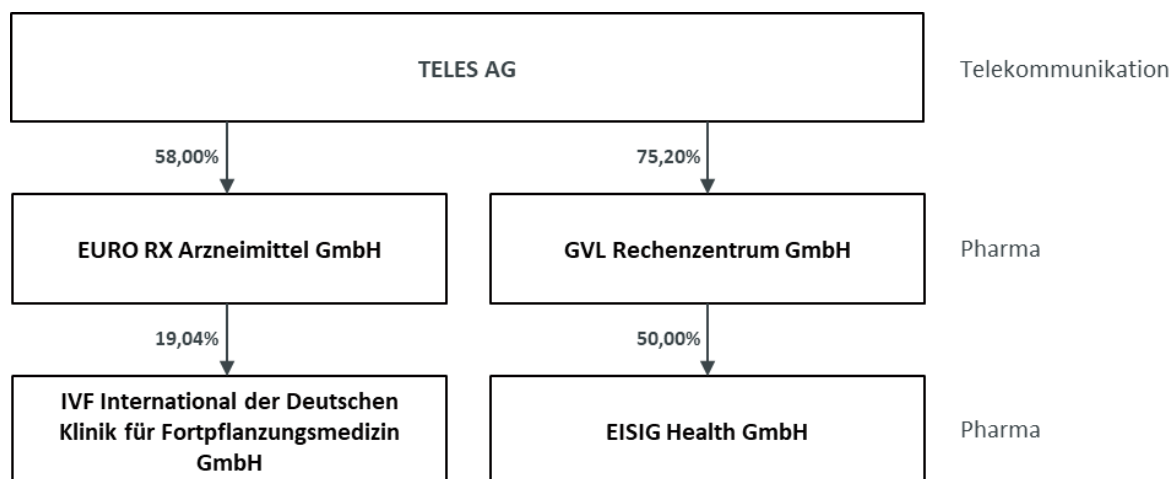 TELES AG
Telekommunikation
58,00%
75,20%
EURO RX Arzneimittel GmbH
GVL Rechenzentrum GmbH
Pharma
19,04%
50,00%
IVF International der Deutschen
Klinik für Fortpflanzungsmedizin
GmbH
EISIG Health GmbH
Pharma